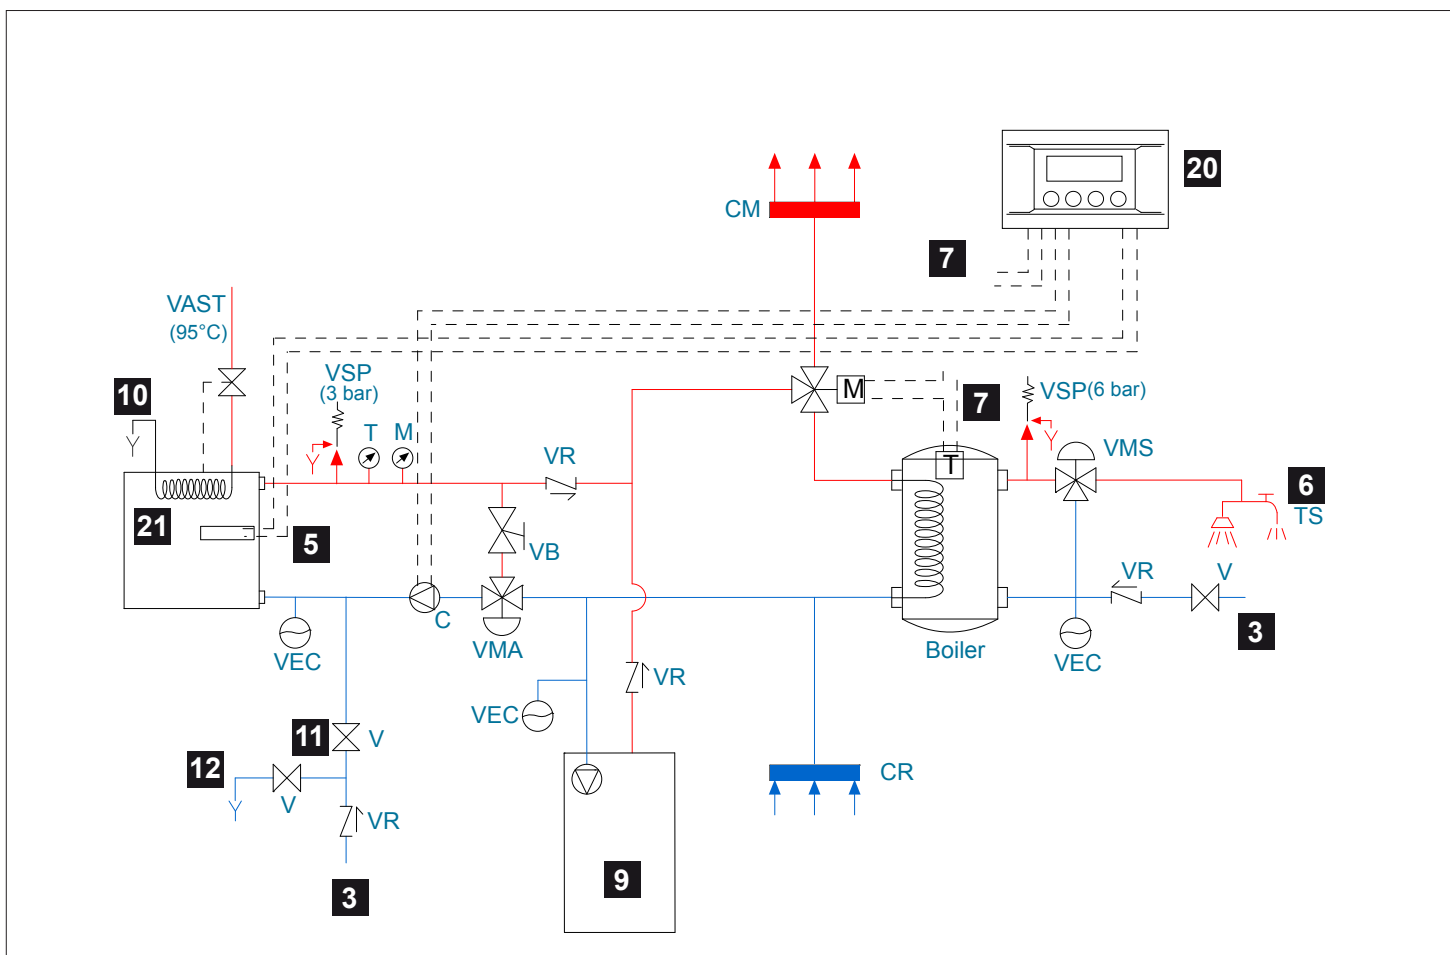 20
CM
7
VAST
(95°C)
VSP
(3 bar)
10
M
7
VSP(6 bar)
T
M
VR
VMS
T
6
TS
21
5
VB
VR
V
C
3
VEC
VMA
Boiler
VEC
VR
VEC
11
V
12
CR
V
VR
9
3